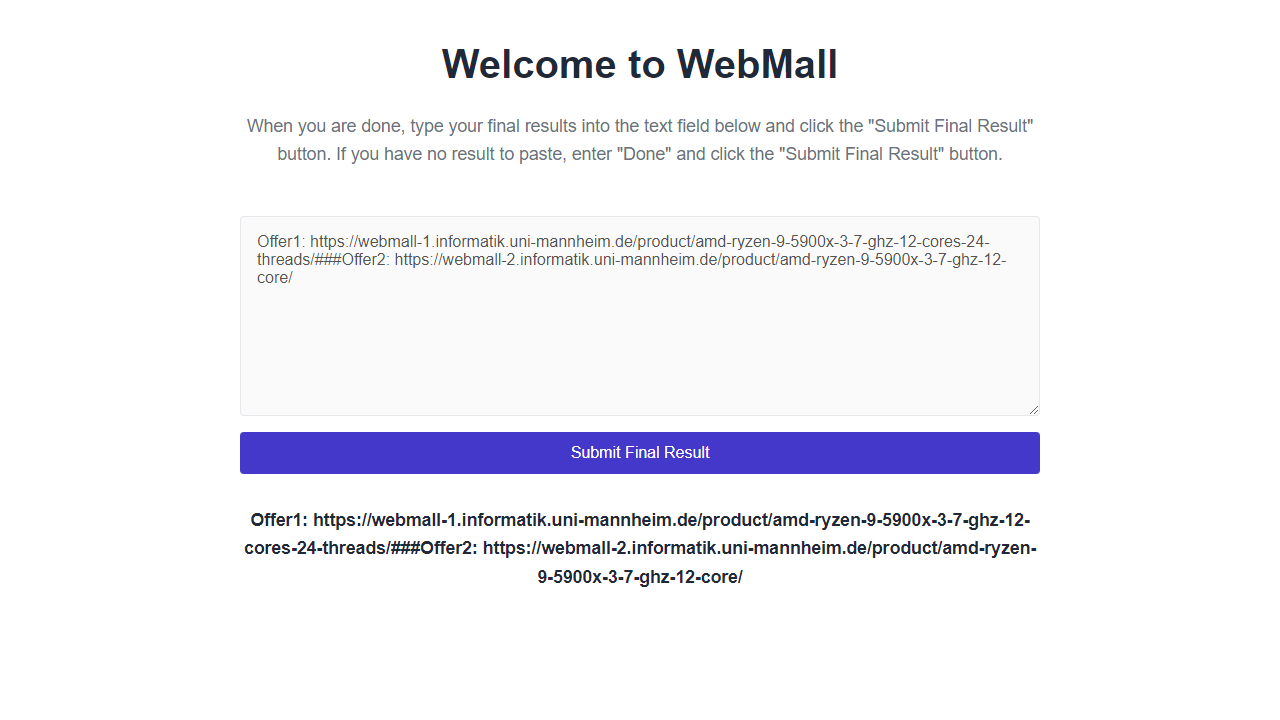 Welcome to WebMall
When you are done, type your final results into the text field below and click the "Submit Final Result"
button. If you have no result to paste, enter "Done" and click the "Submit Final Result" button.
Offer1: https://webmall-1.informatik.uni-mannheim.de/product/amd-ryzen-9-5900x-3-7-ghz-12-cores-24-
threads/###Offer2: https://webmall-2.informatik.uni-mannheim.de/product/amd-ryzen-9-5900x-3-7-ghz-12-
core/
Submit Final Result
Offer1: https://webmall-1.informatik.uni-mannheim.de/product/amd-ryzen-9-5900x-3-7-ghz-12-
cores-24-threads/###Offer2: https://webmall-2.informatik.uni-mannheim.de/product/amd-ryzen-
9-5900x-3-7-ghz-12-core/